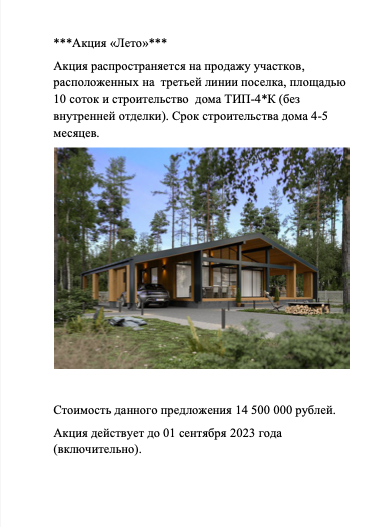 ***Акция «Лето»***
Акция распространяется на продажу участков,
расположенных на третьей линии поселка, площадью
10 соток и строительство дома ТИП-4*К (без
внутренней отделки). Срок строительства дома 4-5
месяцев.
Стоимость данного предложения 14 500 000 рублей.
Акция действует до 01 сентября 2023 года
(включительно).